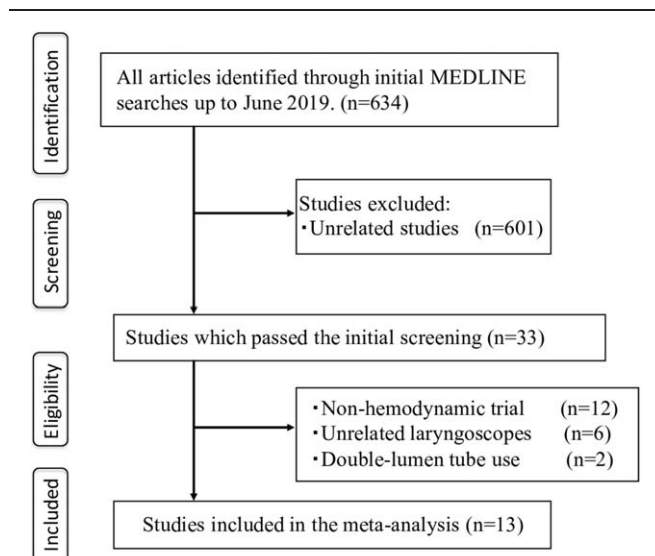 Identification
All articles identified through initial MEDLINE
searches up to June 2019. (n=634)
Screening
Studies excluded:
・Unrelated studies (n=601)
Studies which passed the initial screening (n=33)
Eligibility
・Non-hemodynamic trial (n=12)
・Unrelated laryngoscopes (n=6)
・Double-lumen tube use (n=2)
Included
Studies included in the meta-analysis (n=13)